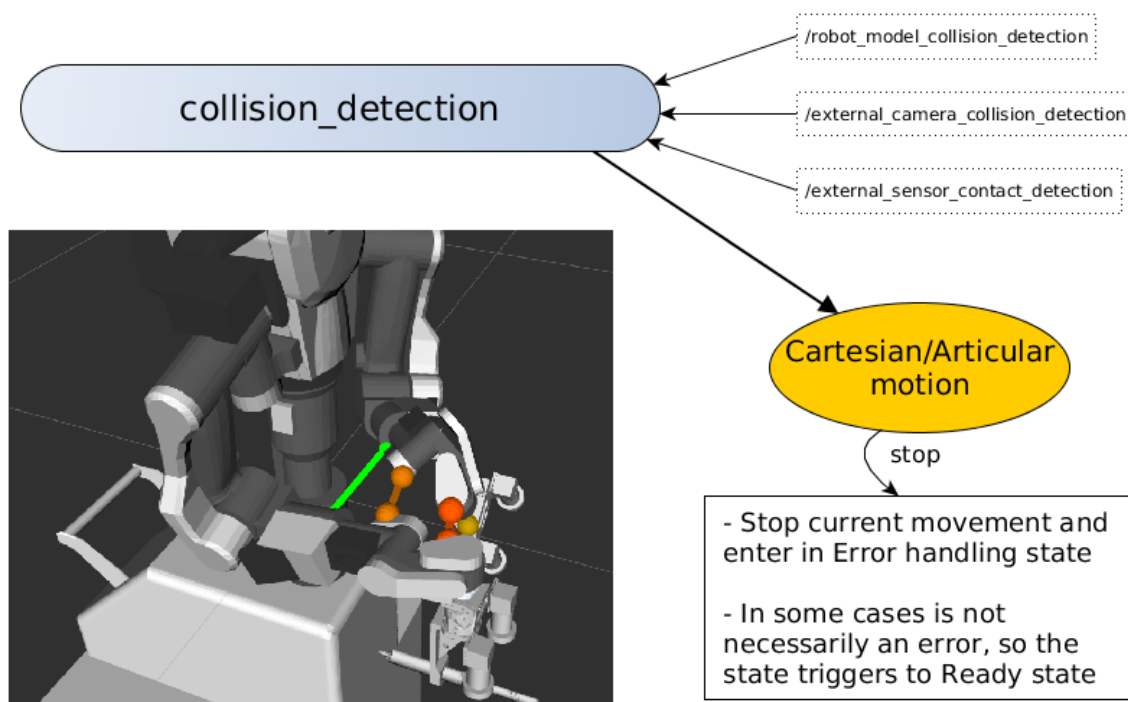 /robot_model_collision_detection
collision_detection
/external_camera_collision_detection
/external_sensor_contact_detection
Cartesian/Articular
motion
stop
- Stop current movement and
enter in Error handling state
- In some cases is not
necessarily an error, so the
state triggers to Ready state